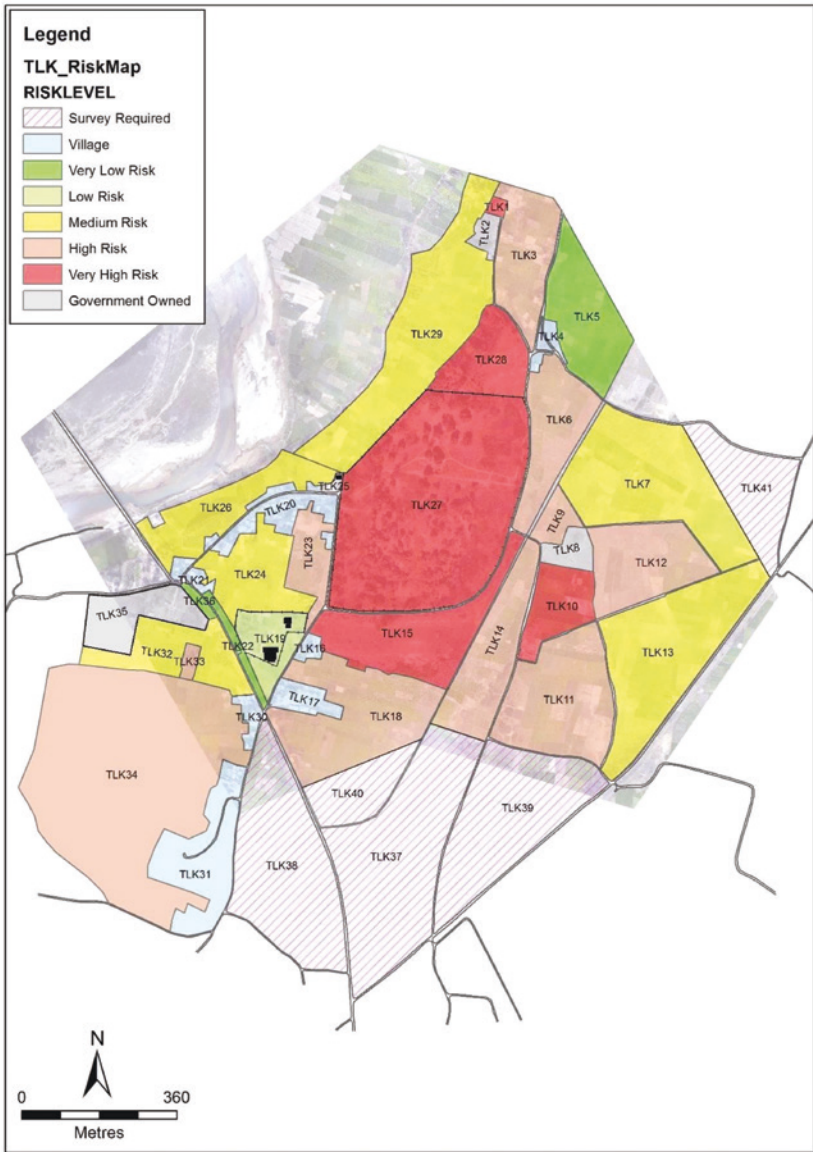 Legend
TLK_RiskMap
RISKLEVEL
Survey Required
Village
Very Low Risk
Low Risk
Medium Risk
High Risk
Very High Risk
Government Owned
TLK1
TLK2
TLK3
TLK5
TLK4
TLK29
TLK28
TLK6
TLK7
TLK41
TLK25
TLK26
TLK20
TLK27
TLK9
TLK23
TLK8
TLK12
TLK24
TLK21
TLK36
TLK10
TLK35
TLK19
TLK14
TLK22
TLK16
TLK15
TLK32
TLK33
TLK13
TLK17
TLK30
TLK18
TLK11
TLK34
TLK40
TLK39
TLK37
TLK38
TLK31
N
0 360
Metres